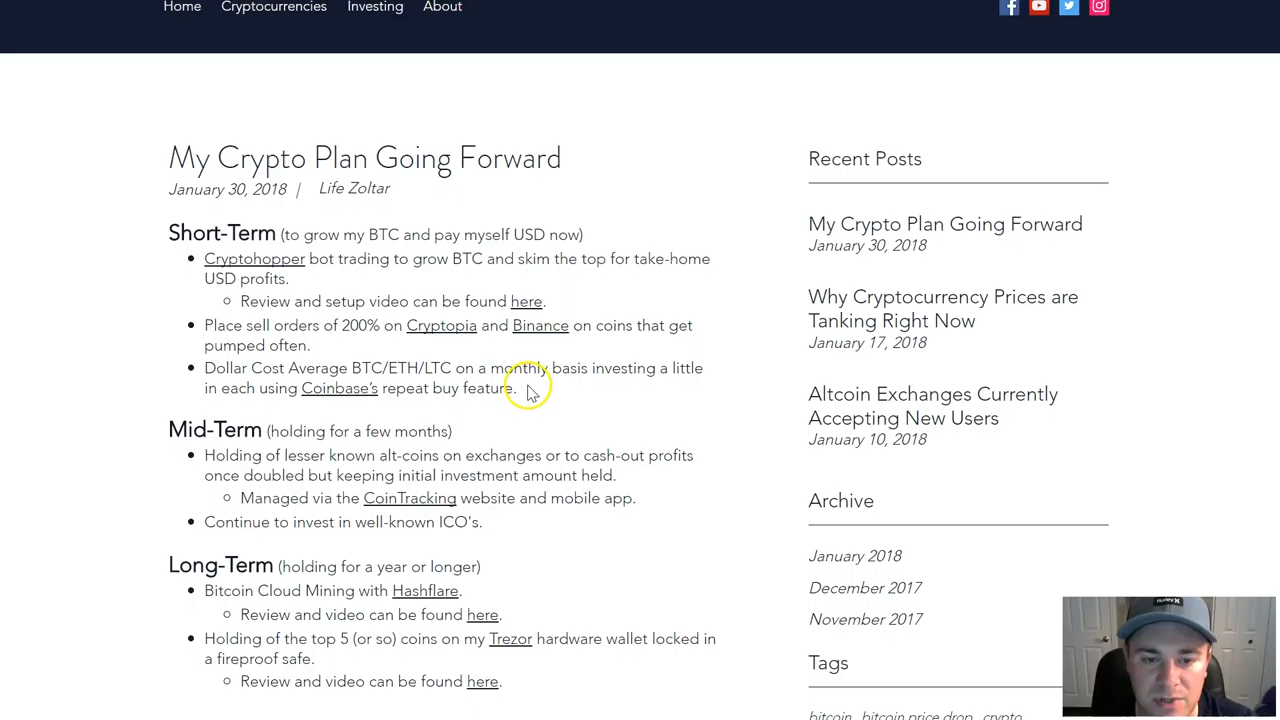 Home Cryptocurrencies Investing About
My Crypto Plan Going Forward
January 30, 2018 | Life Zoltar
Short-Term (to grow my BTC and pay myself USD now)
Cryptohopper bot trading to grow BTC and skim the top for take-home
USD profits.
Review and setup video can be found here.
Place sell orders of 200% on Cryptopia and Binance on coins that get
pumped often.
Dollar Cost Average BTC/ETH/LTC on a monthly basis investing a little
in each using Coinbase's repeat buy feature.
Mid-Term (holding for a few months)
Holding of lesser known alt-coins on exchanges or to cash-out profits
once doubled but keeping initial investment amount held.
Managed via the CoinTracking website and mobile app.
Continue to invest in well-known ICO's.
Long-Term (holding for a year or longer)
Bitcoin Cloud Mining with Hashflare.
Review and video can be found here.
Holding of the top 5 (or so) coins on my Trezor hardware wallet locked in
a fireproof safe.
Review and video can be found here.
Recent Posts
My Crypto Plan Going Forward
January 30, 2018
Why Cryptocurrency Prices are
Tanking Right Now
January 17, 2018
Altcoin Exchanges Currently
Accepting New Users
January 10, 2018
Archive
January 2018
December 2017
November 2017
Tags
bitcoin bitcoin price drop crypto